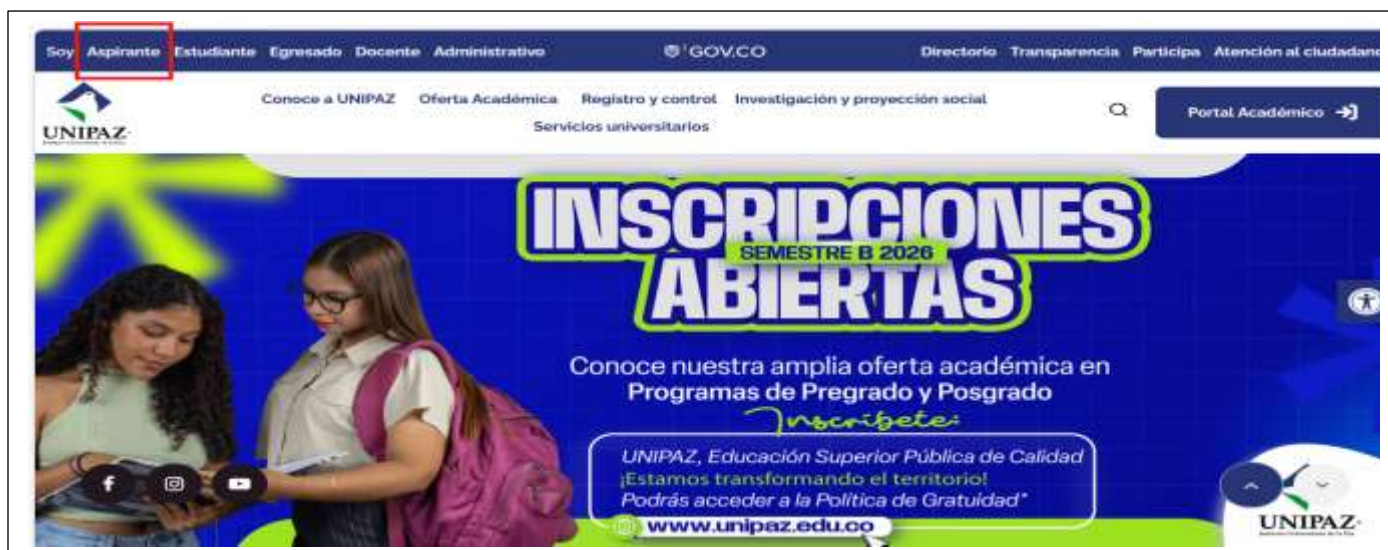 Soy Aspirante Estudiante Egresado Docente Administrativo GOV.CO Directorio Transparencia Participa Atención al ciudadano
Conoce a UNIPAZ Oferta Académica Registro y control Investigación y proyección social
Servicios universitarios
Portal Académico
UNIPAZ
INSCRIPCIONES
SEMESTRE B 2026
ABIERTAS
Conoce nuestra amplia oferta académica en
Programas de Pregrado y Posgrado
Inscríbete:
UNIPAZ, Educación Superior Pública de Calidad
¡Estamos transformando el territorio!
Podrás acceder a la Política de Gratuidad*
www.unipaz.edu.co
UNIPAZ